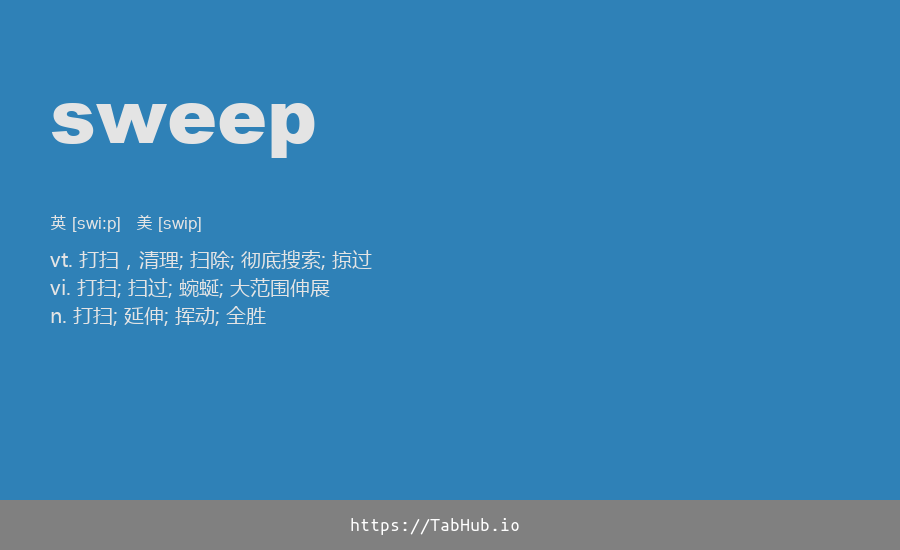 sweep
英 [swi:p] 美 [swip]
vt. 打扫，清理; 扫除; 彻底搜索; 掠过
vi. 打扫; 扫过; 蜿蜒; 大范围伸展
n. 打扫; 延伸; 挥动; 全胜
https://TabHub.io